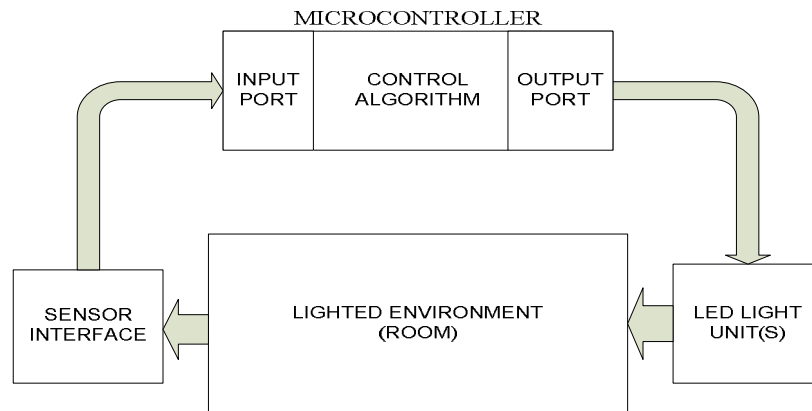 MICROCONTROLLER
INPUT
PORT
CONTROL
ALGORITHM
OUTPUT
PORT
SENSOR
INTERFACE
LIGHTED ENVIRONMENT
(ROOM)
LED LIGHT
UNIT(S)